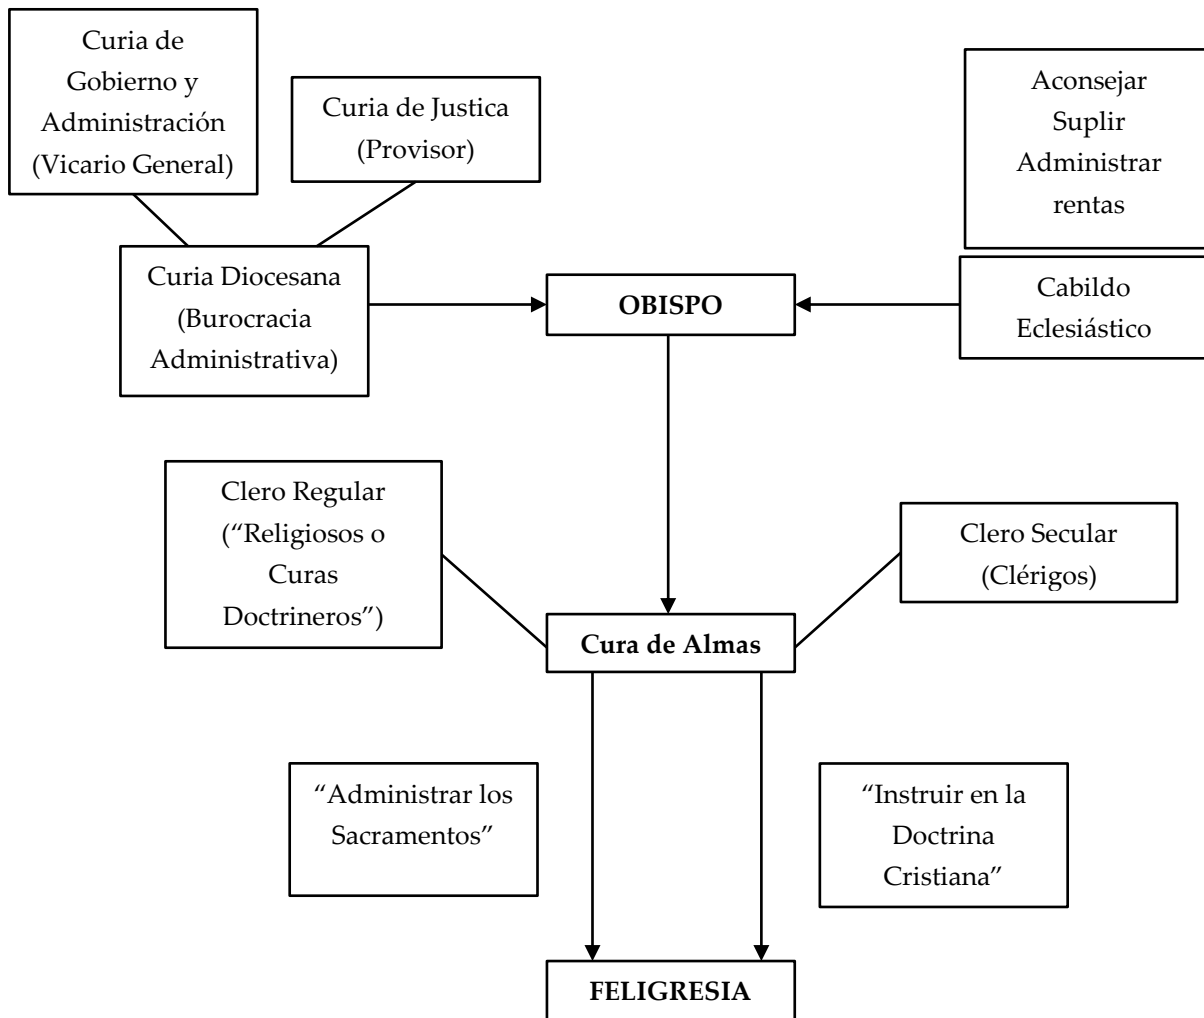 Curia de
Gobierno y
Administración
(Vicario General)
Curia de Justica
(Provisor)
Aconsejar
Suplir
Administrar
rentas
Curia Diocesana
(Burocracia
Administrativa)
OBISPO
Cabildo
Eclesiástico
Clero Regular
(“Religiosos o
Curas
Doctrineros”)
Clero Secular
(Clérigos)
Cura de Almas
“Administrar los
Sacramentos”
“Instruir en la
Doctrina
Cristiana”
FELIGRESIA